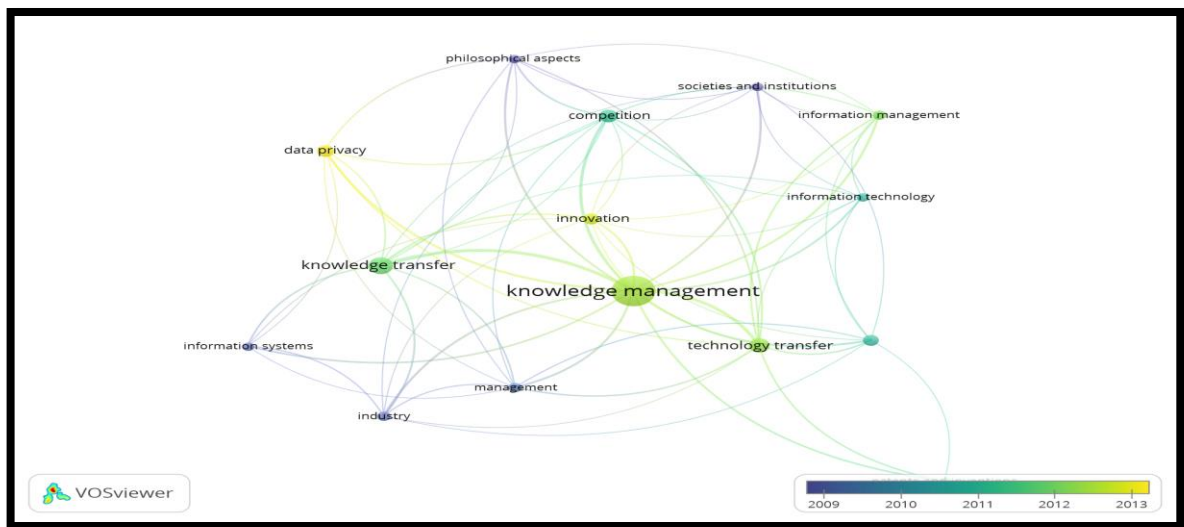 philosophical aspects
societies and institutions
competition
information management
data privacy
information technology
innovation
knowledge transfer
knowledge management
information systems
technology transfer
management
industry
VOSviewer
2009 2010 2011 2012 2013